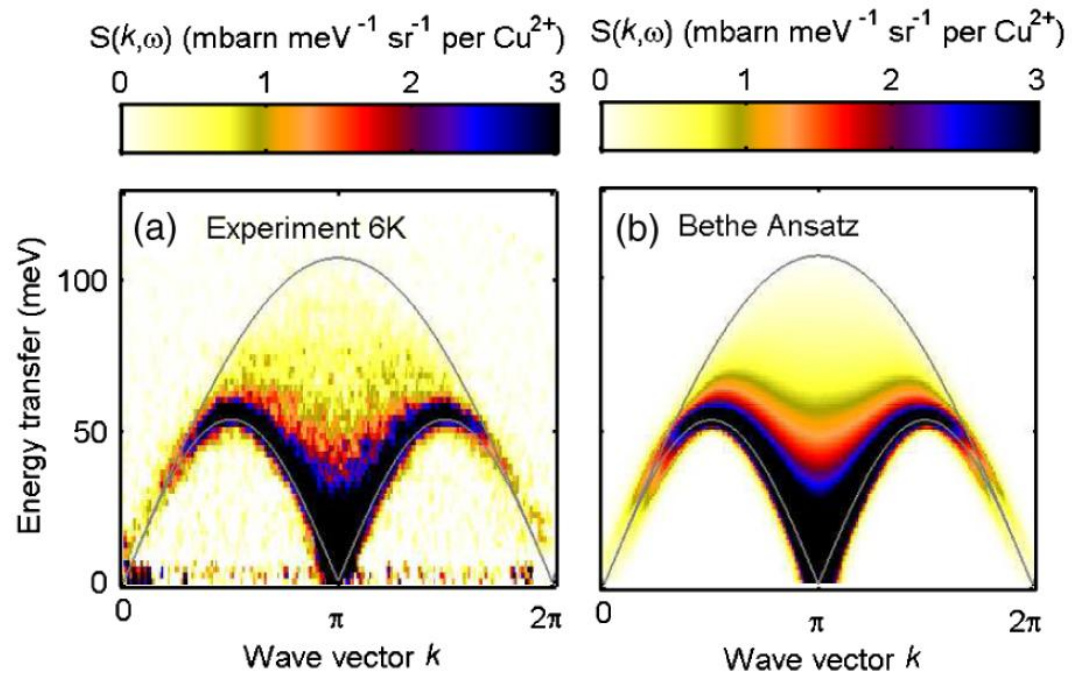 S(k,ω) (mbarn meV⁻¹ sr⁻¹ per Cu²⁺)
0 1 2 3
S(k,ω) (mbarn meV⁻¹ sr⁻¹ per Cu²⁺)
0 1 2 3
(a) Experiment 6K
Energy transfer (meV)
100
50
0
0 π 2π
Wave vector k
(b) Bethe Ansatz
0 π 2π
Wave vector k